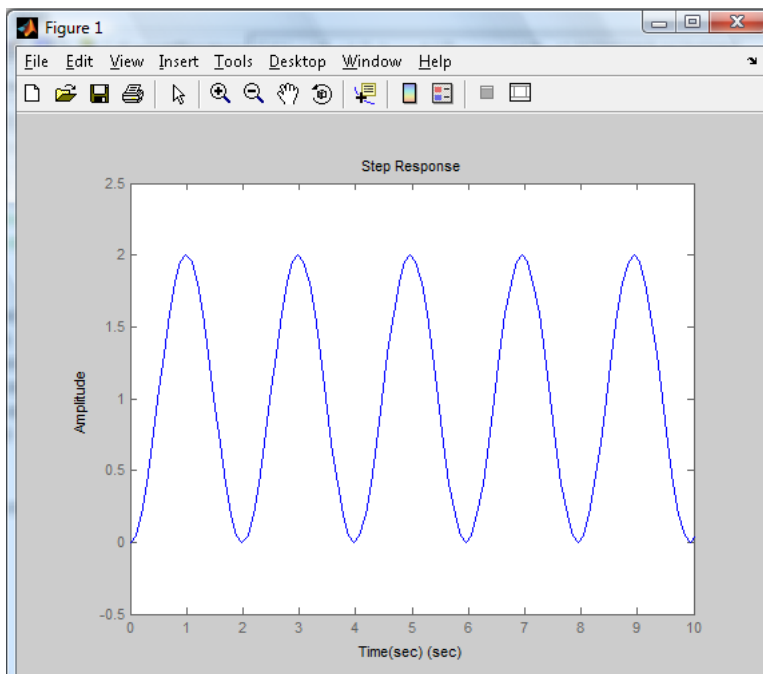 Figure 1
File Edit View Insert Tools Desktop Window Help
Step Response
2.5
2
1.5
1
0.5
0
-0.5
Amplitude
0 1 2 3 4 5 6 7 8 9 10
Time(sec) (sec)